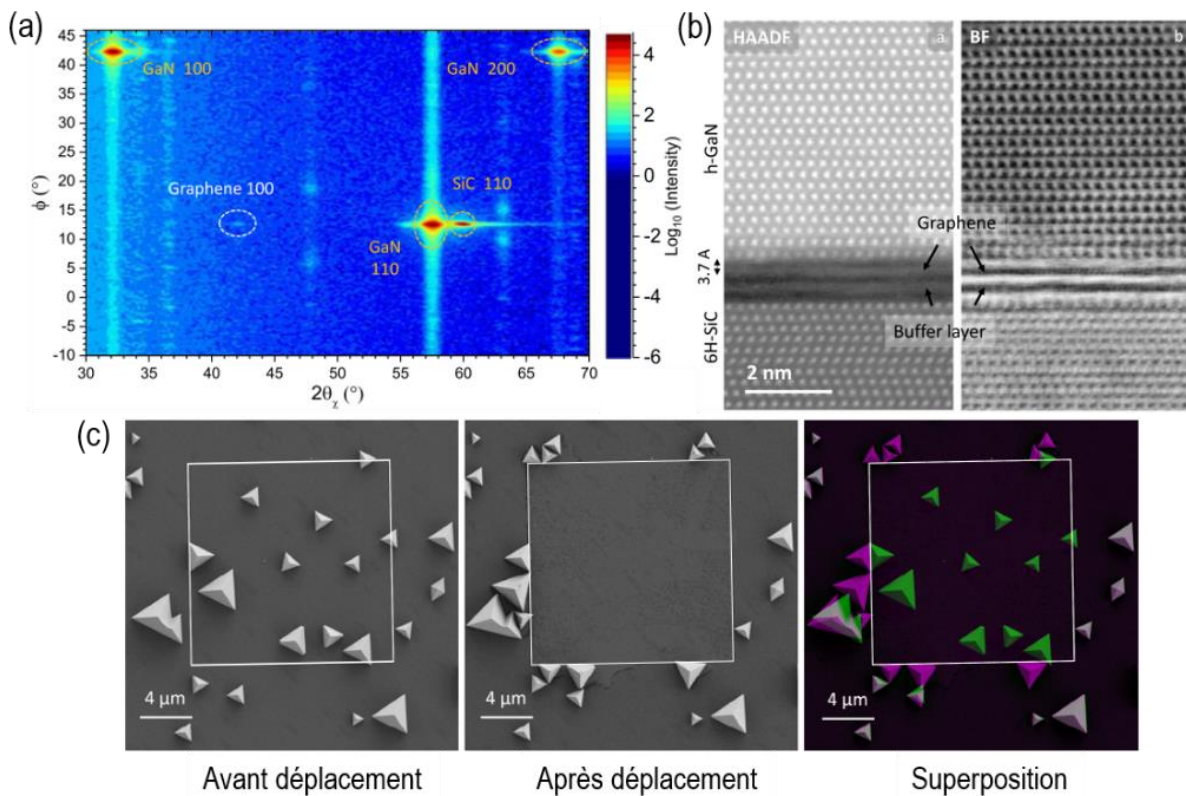 (a)
45
40
35
30
25
20
15
10
5
0
-5
-10
ϕ (°)
30 35 40 45 50 55 60 65 70
2θχ (°)
GaN 100
GaN 200
Graphene 100
SiC 110
GaN
110
4
2
0
-2
-4
-6
Log10 (Intensity)
(b)
HAADF
a
BF
b
h-GaN
3.7 A
6H-SiC
Graphene
Buffer layer
2 nm
(c)
4 µm
4 µm
4 µm
Avant déplacement
Après déplacement
Superposition